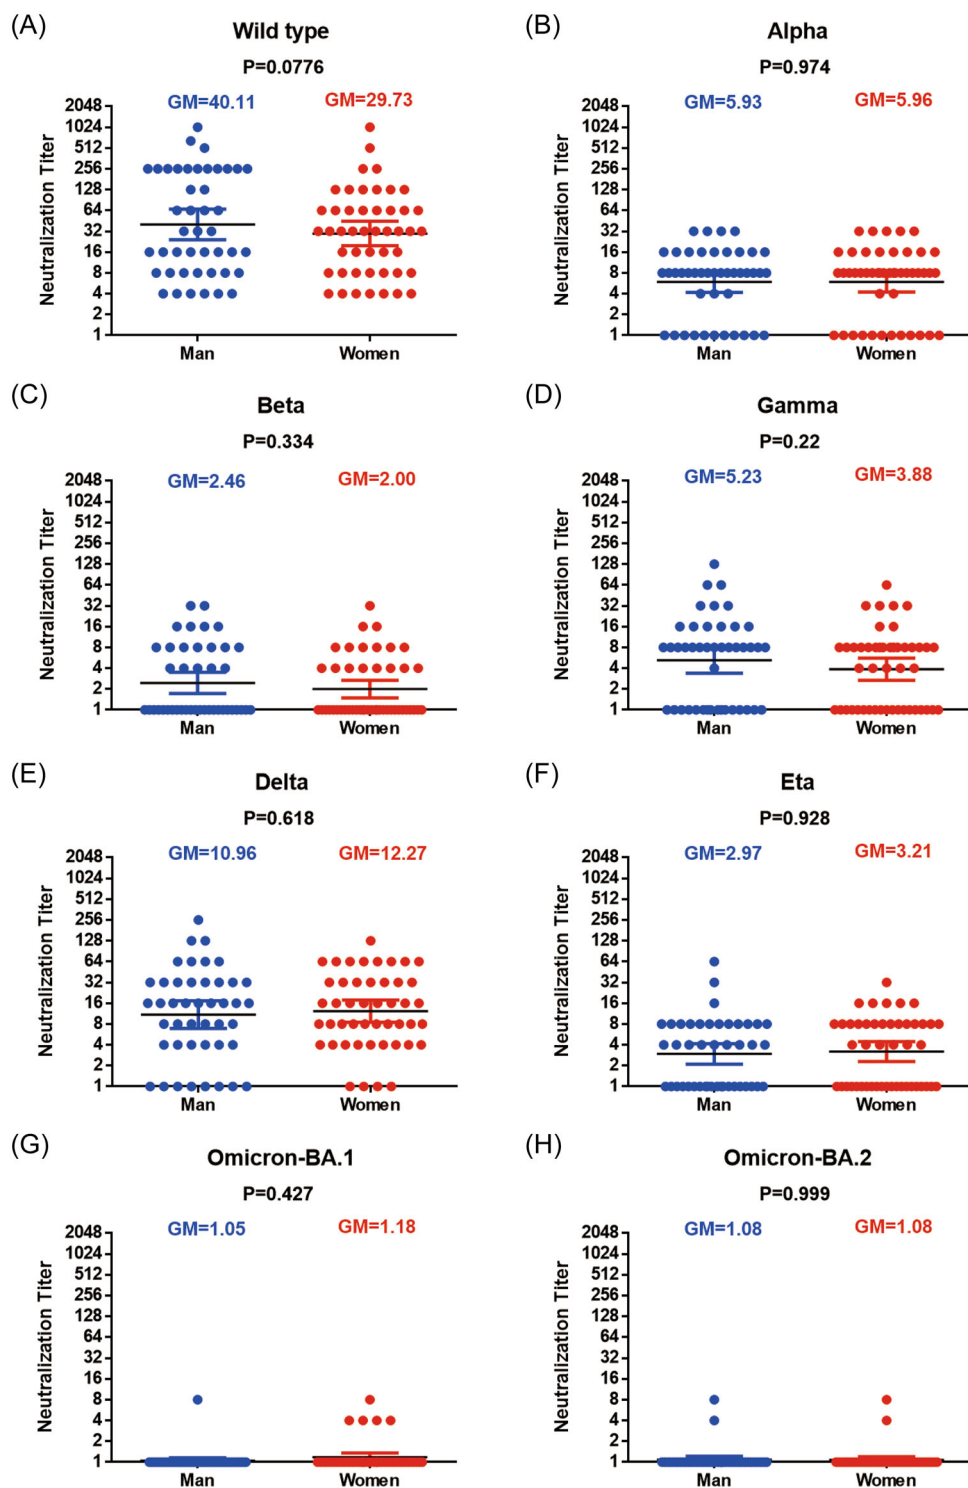 (A)
Wild type
P=0.0776
GM=40.11
GM=29.73
Neutralization Titer
2048
1024
512
256
128
64
32
16
8
4
2
1
Man
Women
(B)
Alpha
P=0.974
GM=5.93
GM=5.96
Neutralization Titer
2048
1024
512
256
128
64
32
16
8
4
2
1
Man
Women
(C)
Beta
P=0.334
GM=2.46
GM=2.00
Neutralization Titer
2048
1024
512
256
128
64
32
16
8
4
2
1
Man
Women
(D)
Gamma
P=0.22
GM=5.23
GM=3.88
Neutralization Titer
2048
1024
512
256
128
64
32
16
8
4
2
1
Man
Women
(E)
Delta
P=0.618
GM=10.96
GM=12.27
Neutralization Titer
2048
1024
512
256
128
64
32
16
8
4
2
1
Man
Women
(F)
Eta
P=0.928
GM=2.97
GM=3.21
Neutralization Titer
2048
1024
512
256
128
64
32
16
8
4
2
1
Man
Women
(G)
Omicron-BA.1
P=0.427
GM=1.05
GM=1.18
Neutralization Titer
2048
1024
512
256
128
64
32
16
8
4
2
1
Man
Women
(H)
Omicron-BA.2
P=0.999
GM=1.08
GM=1.08
Neutralization Titer
2048
1024
512
256
128
64
32
16
8
4
2
1
Man
Women